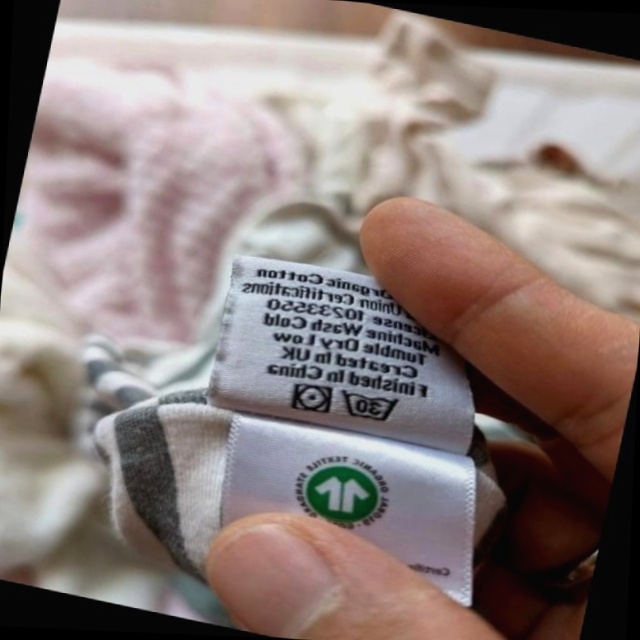 Organic Cotton
Union Certifications
License 10233550
Machine Wash Cold
Tumble Dry Low
Created In UK
Finished In China
30
ORGANIC TEXTILE
GLOBAL